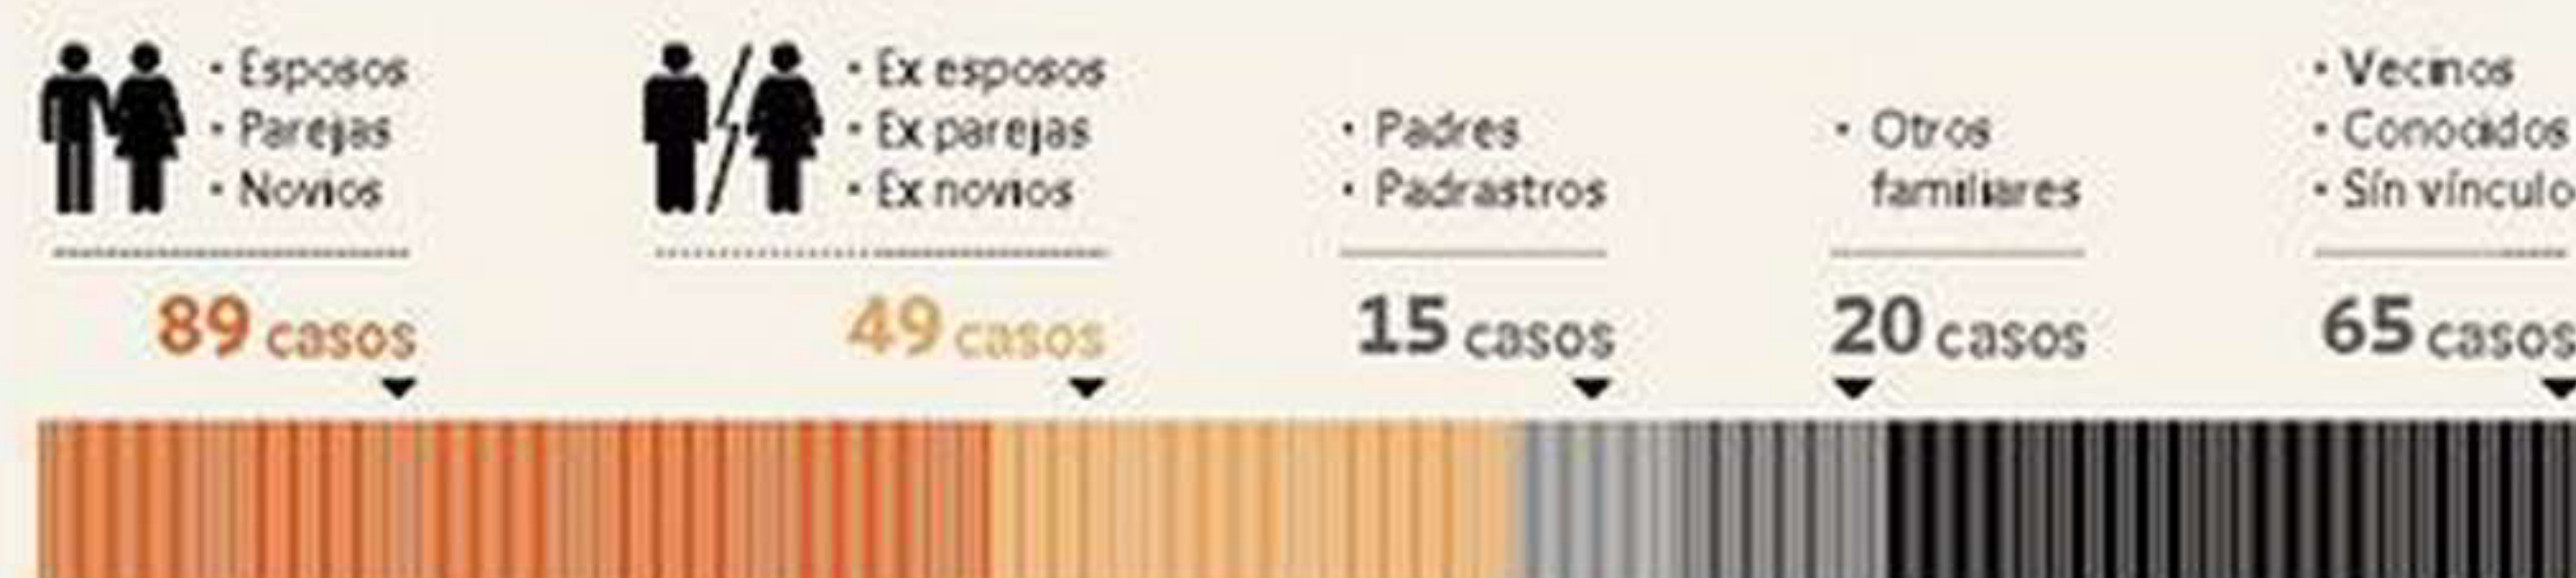 · Esposos
· Parejas
· Novios
89 casos
· Ex esposos
· Ex parejas
· Ex novios
49 casos
· Padres
· Padrastros
15 casos
· Otros
familiares
20 casos
· Vecinos
· Conocidos
· Sín vínculo
65 casos